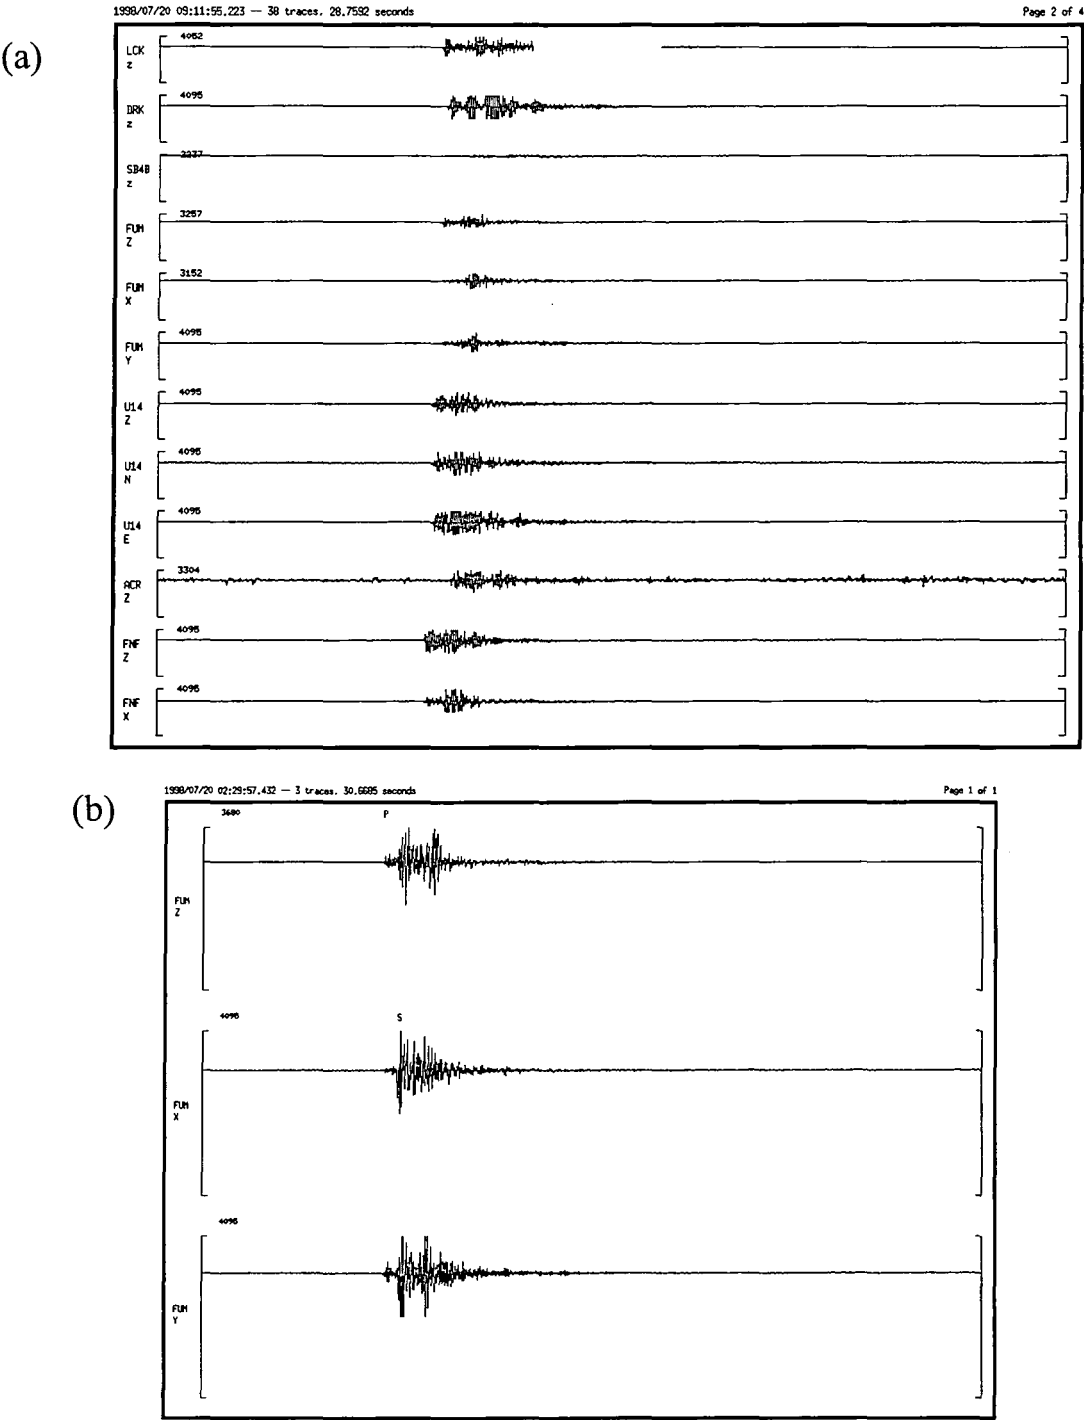 (a)
1998/07/20 09:11:55.223 — 38 traces, 28.7592 seconds Page 2 of 4
4052
LCK
z
4095
DRK
z
3337
SB4B
z
3257
FUM
Z
3152
FUM
X
4095
FUM
Y
4095
U14
Z
4095
U14
N
4095
U14
E
3304
ACR
Z
4095
FNF
Z
4095
FNF
X
(b)
1998/07/20 02:29:57.432 — 3 traces, 30.6685 seconds Page 1 of 1
3680 P
FUM
Z
4095 S
FUM
X
4095
FUM
Y